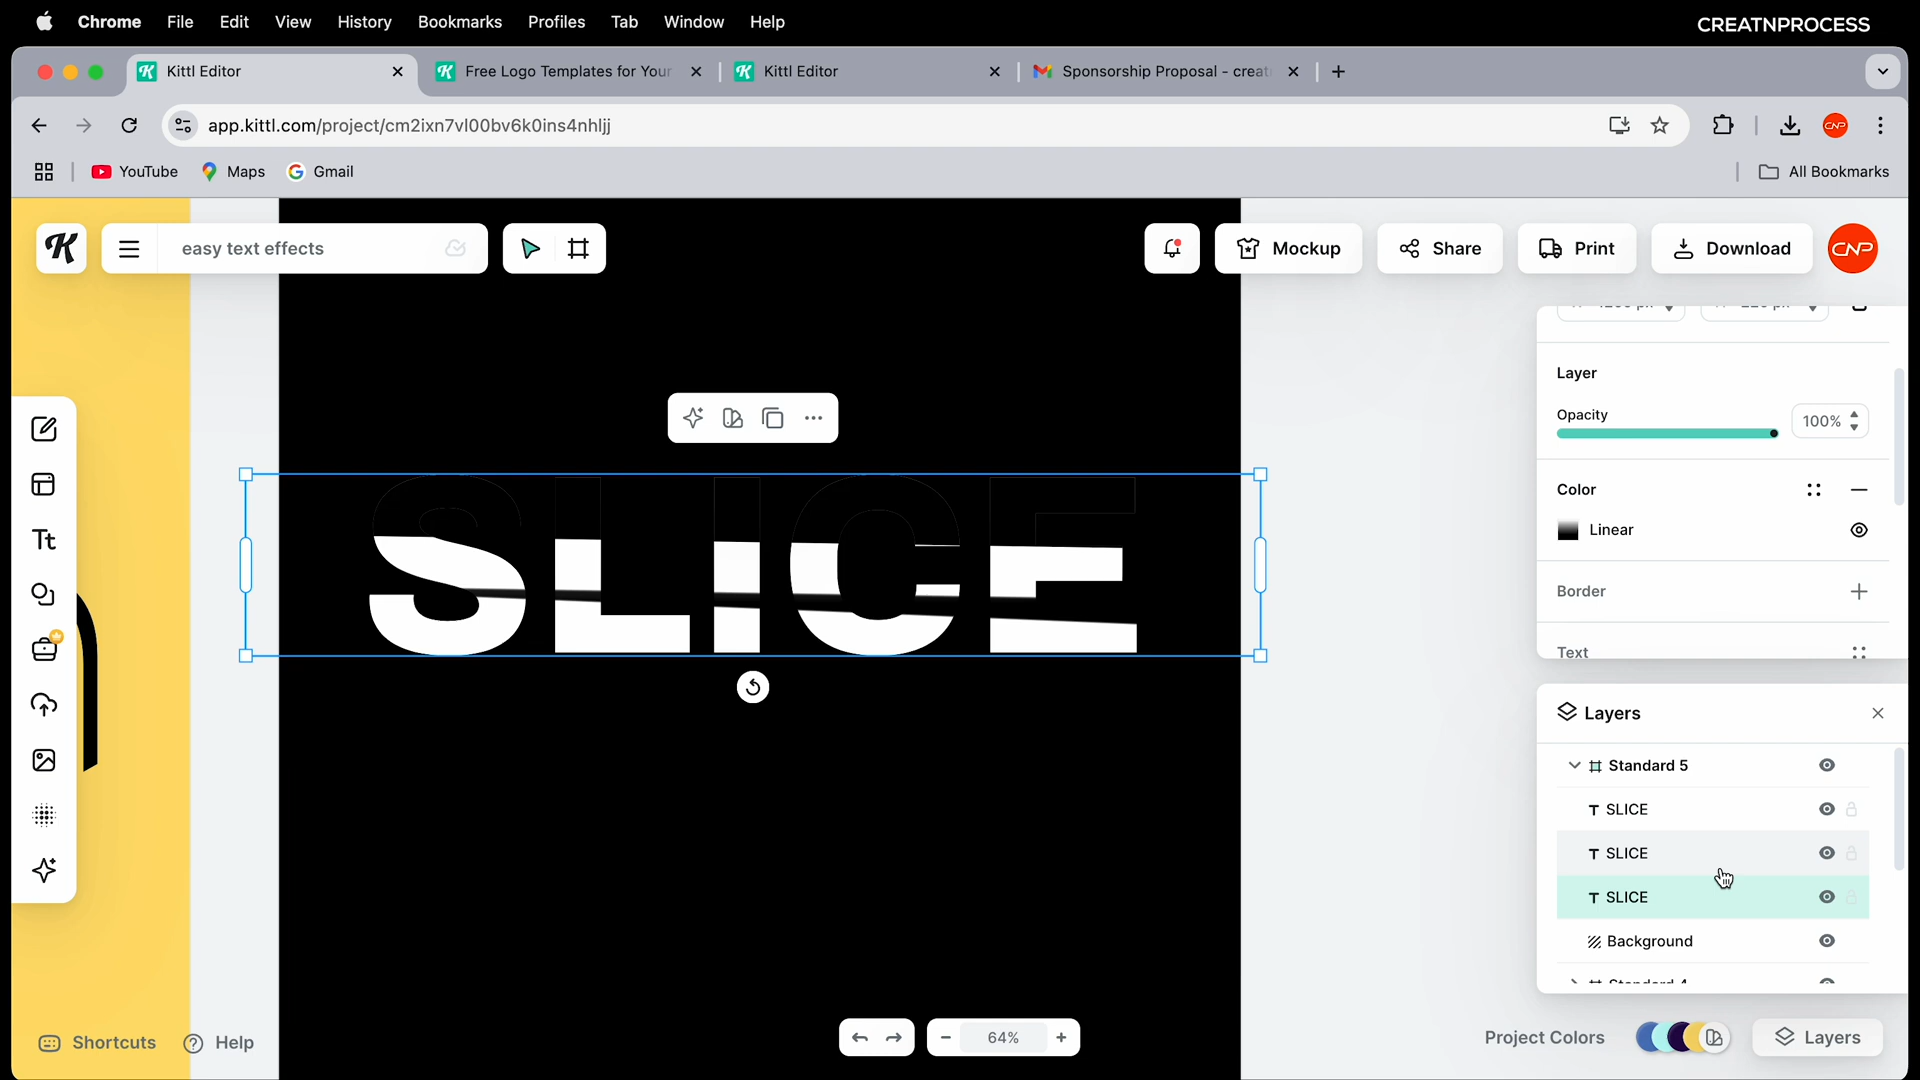 Chrome File Edit View History Bookmarks Profiles Tab Window Help
CREATNPROCESS
Kittl Editor
Free Logo Templates for Your
Kittl Editor
Sponsorship Proposal - creat
app.kittl.com/project/cm2ixn7vl00bv6k0ins4nhljj
CNP
YouTube
Maps
Gmail
All Bookmarks
K
easy text effects
Mockup
Share
Print
Download
CNP
Layer
Opacity
100%
Color
Linear
Border
Text
SLICE
Tt
Layers
Standard 5
T SLICE
T SLICE
T SLICE
Background
Shortcuts
Help
64%
Project Colors
Layers